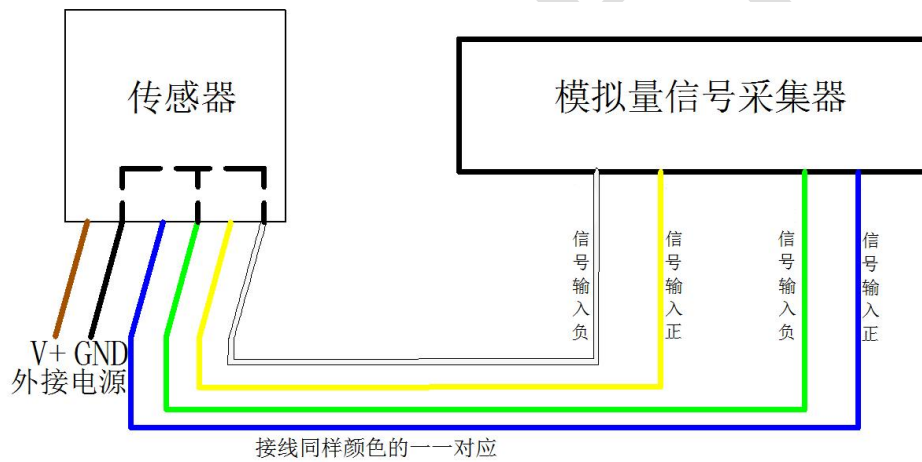 传感器
模拟量信号采集器
信号输入负
信号输入正
信号输入负
信号输入正
V+ GND
外接电源
接线同样颜色的一一对应